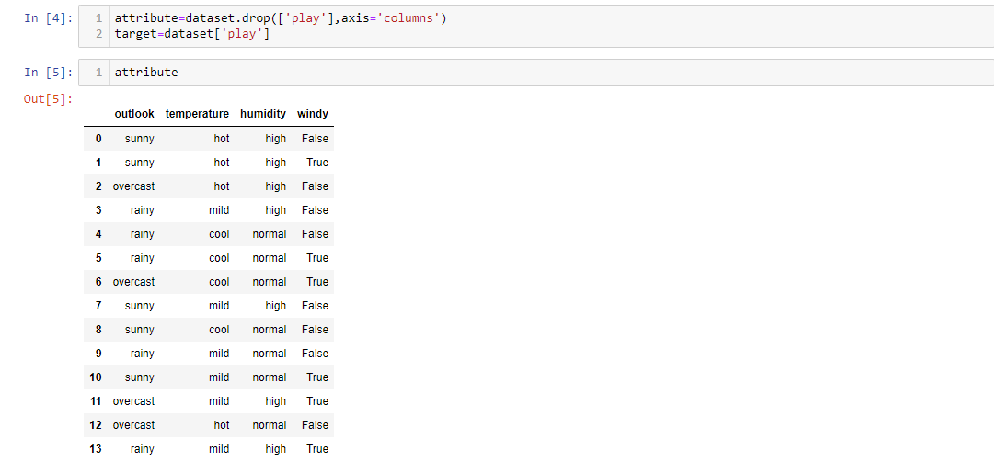 In [4]: 1 attribute=dataset.drop(['play'],axis='columns')
2 target=dataset['play']
In [5]: 1 attribute
Out[5]:
outlook temperature humidity windy
0 sunny hot high False
1 sunny hot high True
2 overcast hot high False
3 rainy mild high False
4 rainy cool normal False
5 rainy cool normal True
6 overcast cool normal True
7 sunny mild high False
8 sunny cool normal False
9 rainy mild normal False
10 sunny mild normal True
11 overcast mild high True
12 overcast hot normal False
13 rainy mild high True